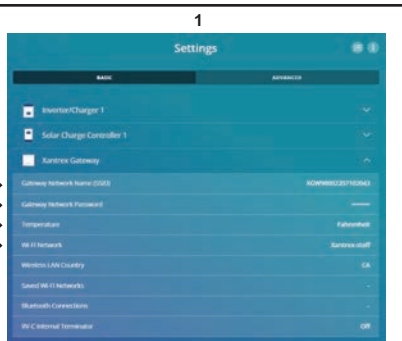 1
Settings
BASIC
ADVANCED
Inverter/Charger 1
Solar Charge Controller 1
Xantrex Gateway
Gateway Network Name (SSID)
Gateway Network Password
Temperature
Fahrenheit
Wi-Fi Network
Xantrex-staff
Wireless LAN Country
CA
Saved Wi-Fi Networks
-
Bluetooth Connections
-
RV-C Internal Terminator
Off